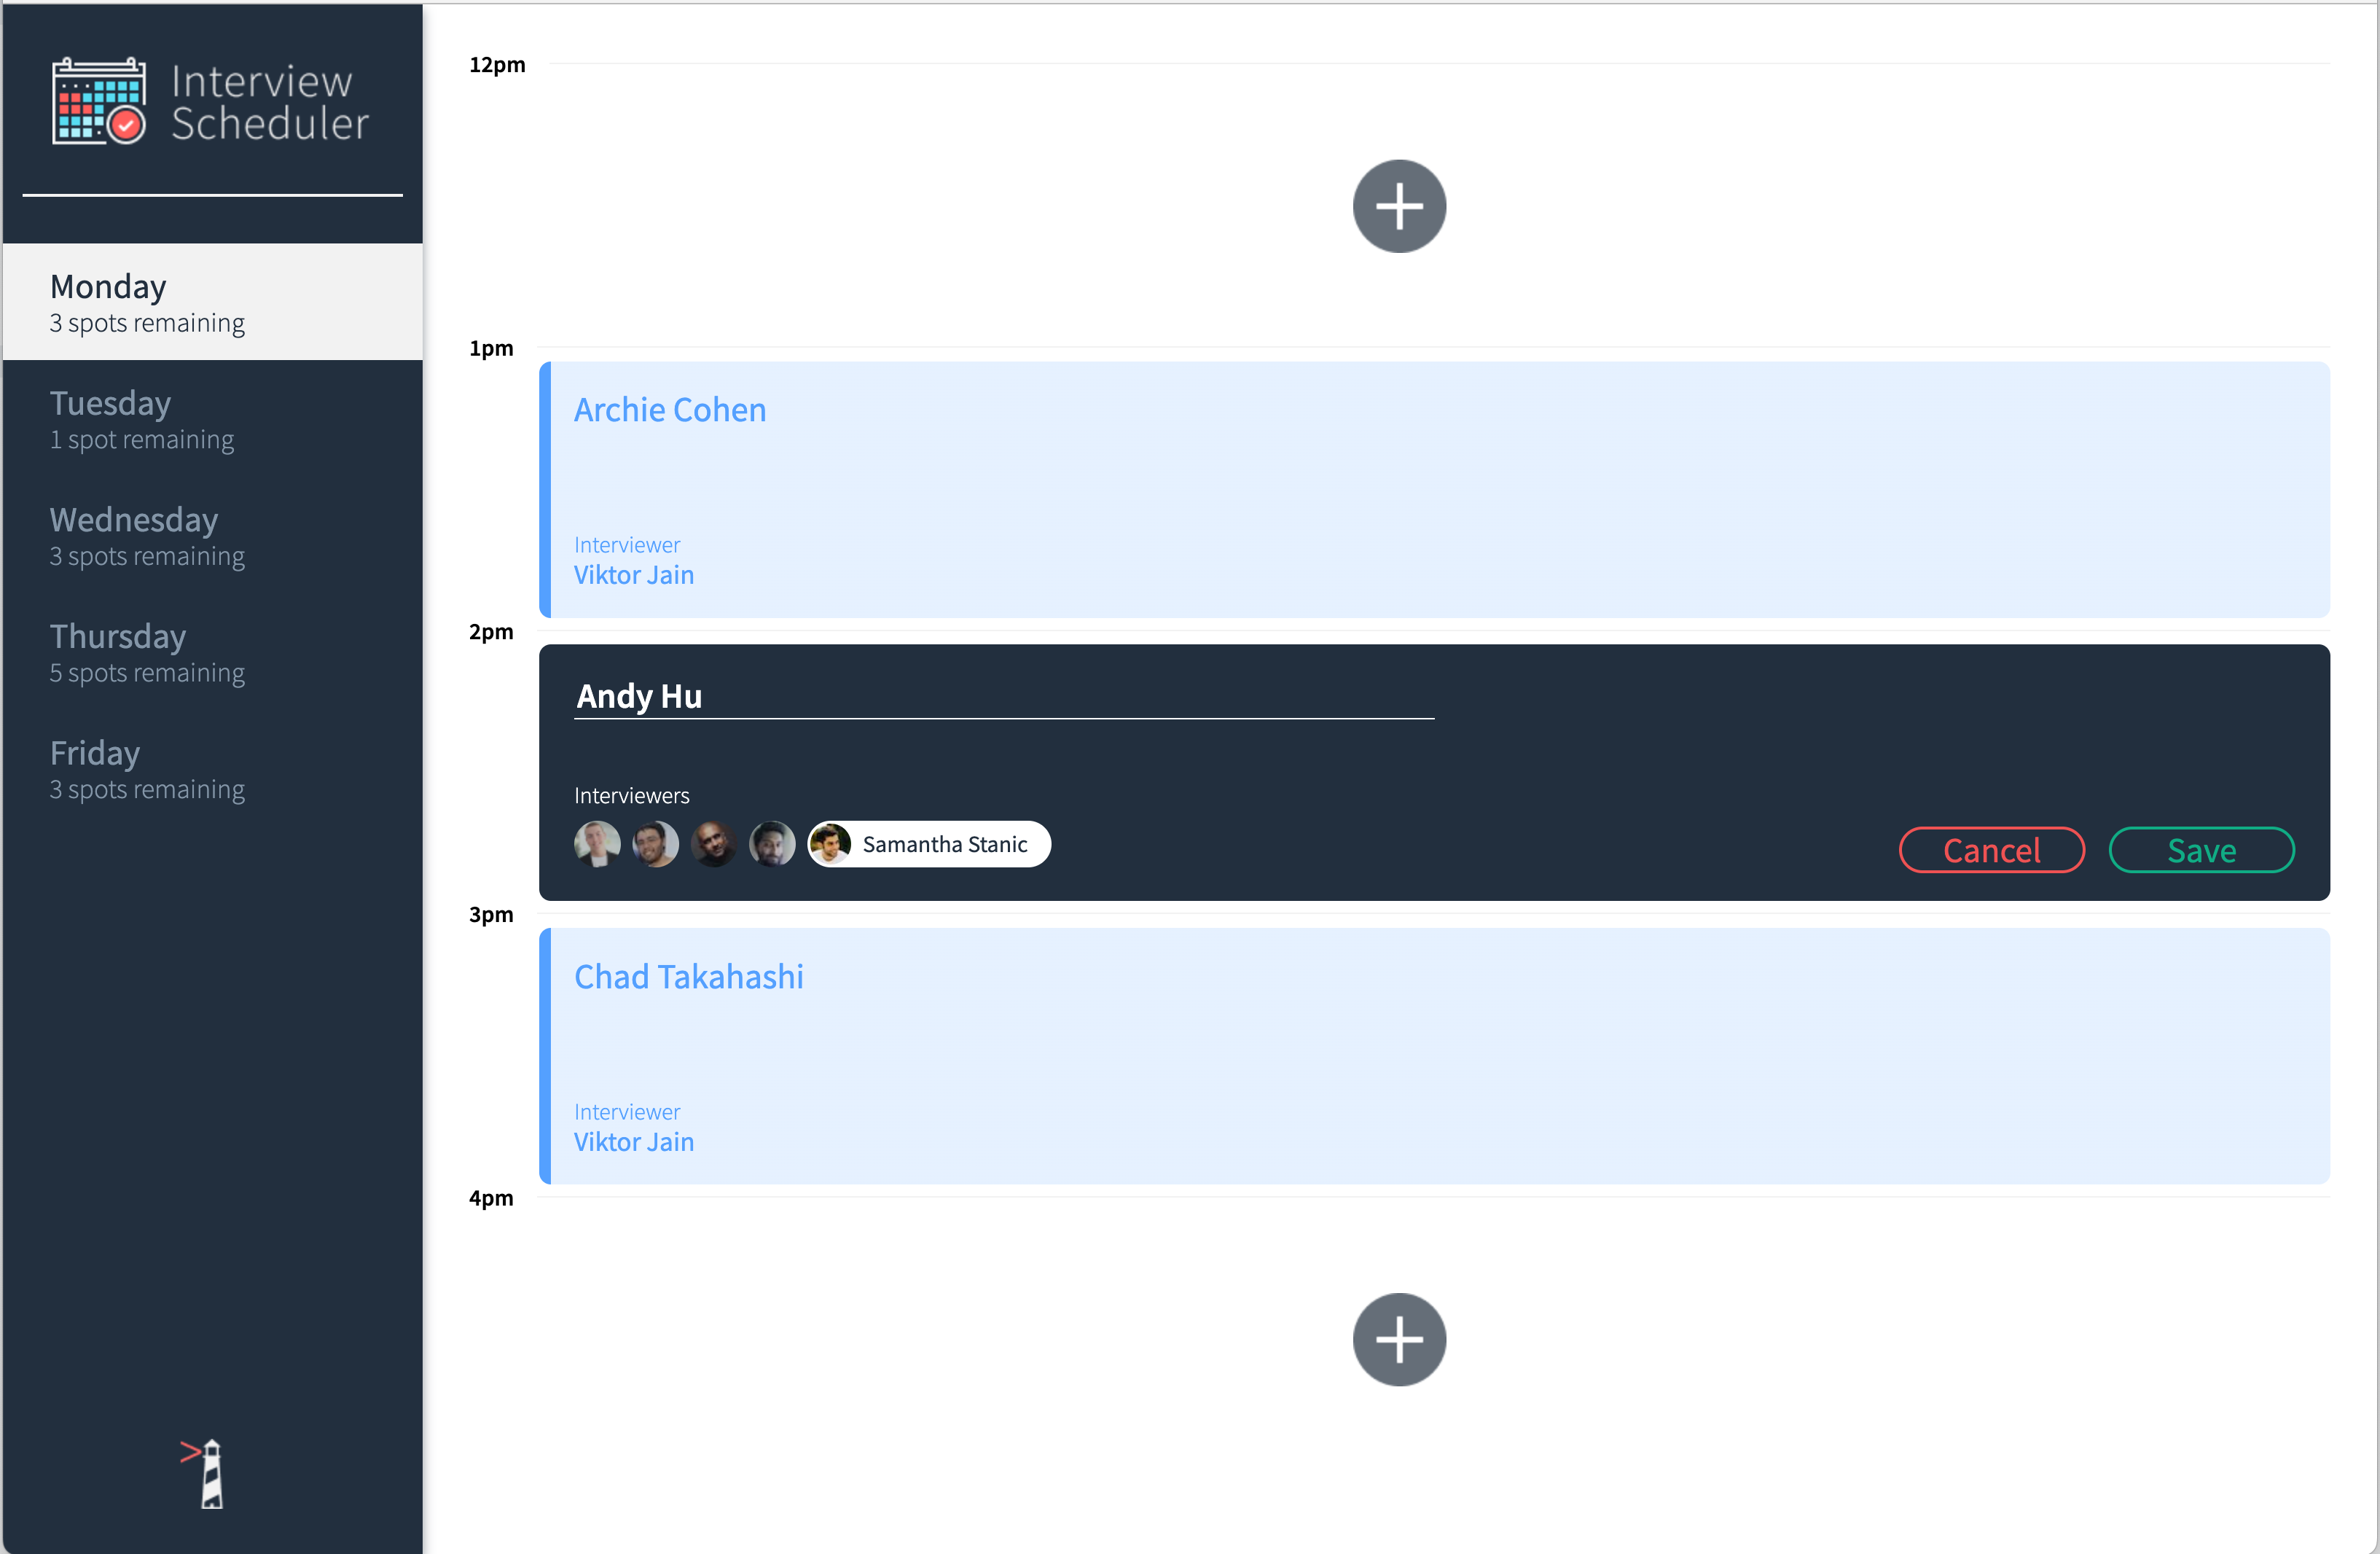 Interview
Scheduler
Monday
3 spots remaining
Tuesday
1 spot remaining
Wednesday
3 spots remaining
Thursday
5 spots remaining
Friday
3 spots remaining
12pm
1pm
Archie Cohen
Interviewer
Viktor Jain
2pm
Andy Hu
Interviewers
Samantha Stanic
Cancel
Save
3pm
Chad Takahashi
Interviewer
Viktor Jain
4pm